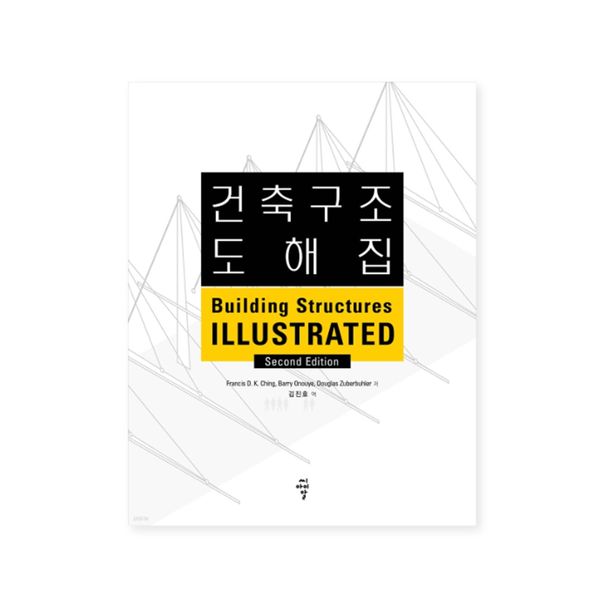 건축구조
도해집
Building Structures
ILLUSTRATED
Second Edition
Francis D. K. Ching, Barry Onouye, Douglas Zuberbuhler 저
김진호 역
씨
아이
알